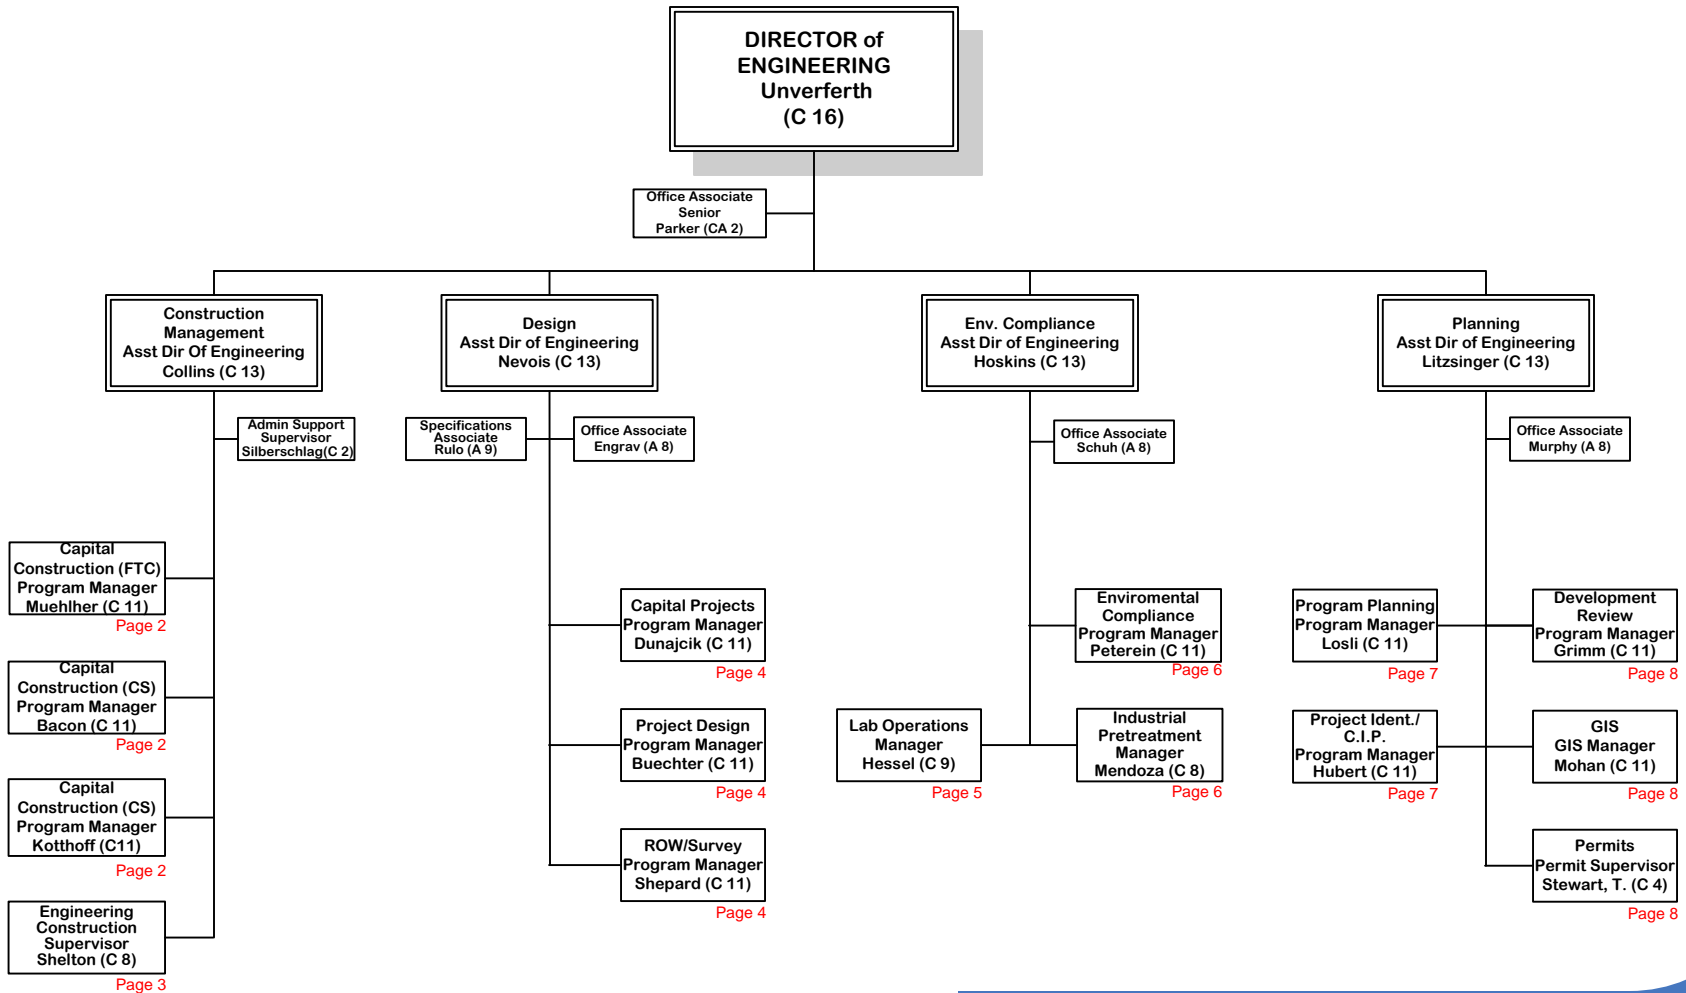 DIRECTOR of
ENGINEERING
Unverferth
(C 16)
Office Associate
Senior
Parker (CA 2)
Construction
Management
Asst Dir Of Engineering
Collins (C 13)
Design
Asst Dir of Engineering
Nevois (C 13)
Env. Compliance
Asst Dir of Engineering
Hoskins (C 13)
Planning
Asst Dir of Engineering
Litzsinger (C 13)
Admin Support
Supervisor
Silberschlag(C 2)
Specifications
Associate
Rulo (A 9)
Office Associate
Engrav (A 8)
Office Associate
Schuh (A 8)
Office Associate
Murphy (A 8)
Capital
Construction (FTC)
Program Manager
Muehlher (C 11)
Page 2
Capital
Construction (CS)
Program Manager
Bacon (C 11)
Page 2
Capital
Construction (CS)
Program Manager
Kotthoff (C11)
Page 2
Engineering
Construction
Supervisor
Shelton (C 8)
Page 3
Capital Projects
Program Manager
Dunajcik (C 11)
Page 4
Project Design
Program Manager
Buechter (C 11)
Page 4
ROW/Survey
Program Manager
Shepard (C 11)
Page 4
Enviromental
Compliance
Program Manager
Peterein (C 11)
Page 6
Lab Operations
Manager
Hessel (C 9)
Page 5
Industrial
Pretreatment
Manager
Mendoza (C 8)
Page 6
Program Planning
Program Manager
Losli (C 11)
Page 7
Development
Review
Program Manager
Grimm (C 11)
Page 8
Project Ident./
C.I.P.
Program Manager
Hubert (C 11)
Page 7
GIS
GIS Manager
Mohan (C 11)
Page 8
Permits
Permit Supervisor
Stewart, T. (C 4)
Page 8